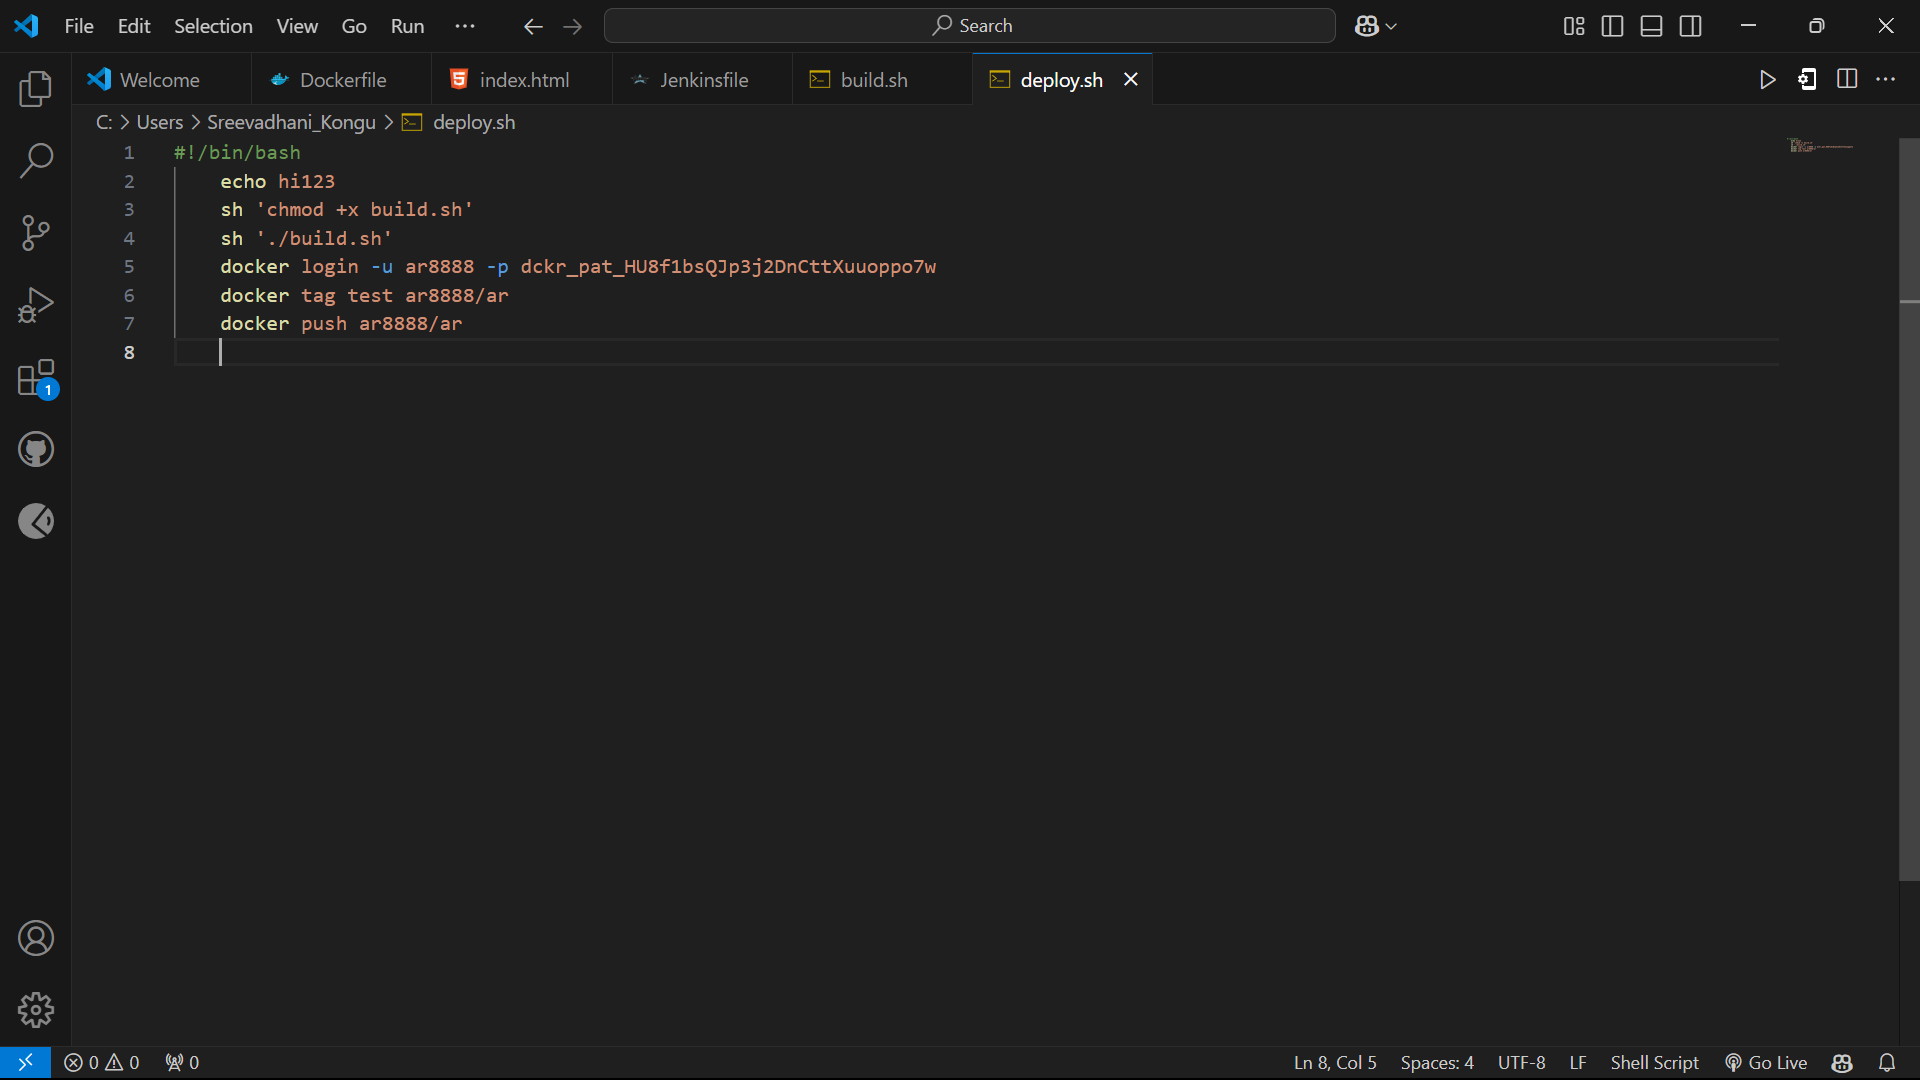 File Edit Selection View Go Run ··· Search
Welcome Dockerfile index.html Jenkinsfile build.sh deploy.sh
C: > Users > Sreevadhani_Kongu > deploy.sh
1 #!/bin/bash
2 echo hi123
3 sh 'chmod +x build.sh'
4 sh './build.sh'
5 docker login -u ar8888 -p dckr_pat_HU8f1bsQJp3j2DnCttXuuoppo7w
6 docker tag test ar8888/ar
7 docker push ar8888/ar
8
1
0 0 0 Ln 8, Col 5 Spaces: 4 UTF-8 LF Shell Script Go Live